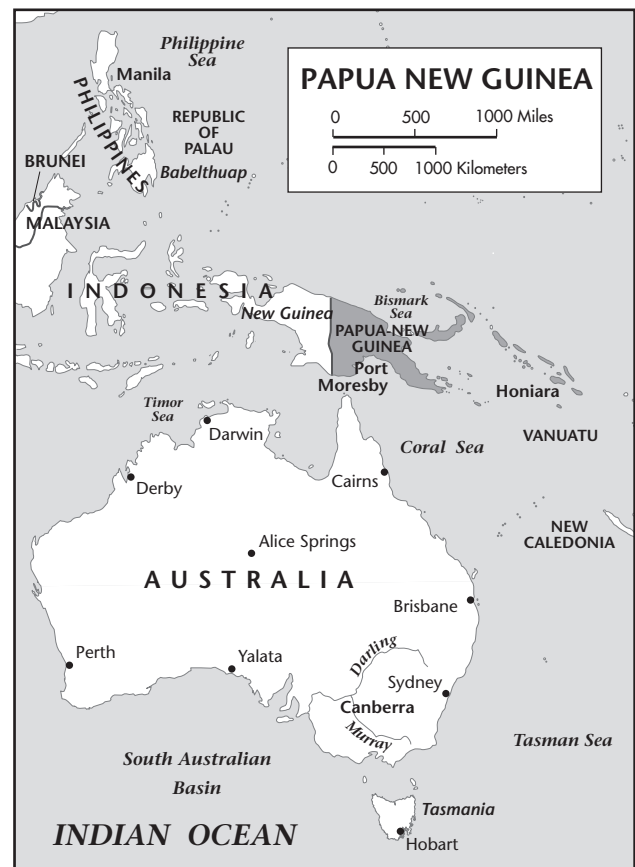 Philippine
Sea
Manila
PHILIPPINES
REPUBLIC
OF
PALAU
Babelthuap
BRUNEI
MALAYSIA
PAPUA NEW GUINEA
0 500 1000 Miles
0 500 1000 Kilometers
INDONESIA
New Guinea
Bismark
Sea
PAPUA-NEW
GUINEA
Port
Moresby
Honiara
Timor
Sea
Darwin
Coral Sea
VANUATU
Derby
Cairns
NEW
CALEDONIA
Alice Springs
AUSTRALIA
Brisbane
Perth
Yalata
Darling
Sydney
Canberra
Murray
Tasman Sea
South Australian
Basin
Tasmania
INDIAN OCEAN
Hobart